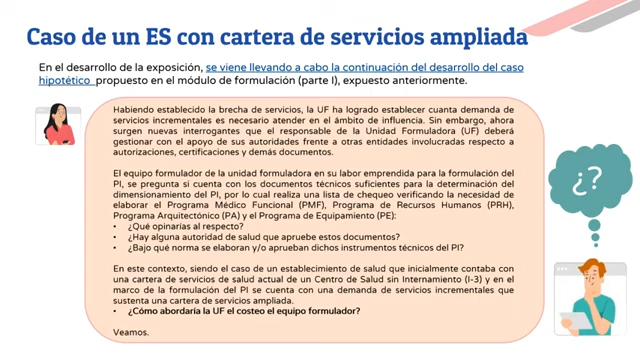 Caso de un ES con cartera de servicios ampliada
En el desarrollo de la exposición, se viene llevando a cabo la continuación del desarrollo del caso
hipotético propuesto en el módulo de formulación (parte I), expuesto anteriormente.
Habiendo establecido la brecha de servicios, la UF ha logrado establecer cuanta demanda de
servicios incrementales es necesario atender en el ámbito de influencia. Sin embargo, ahora
surgen nuevas interrogantes que el responsable de la Unidad Formuladora (UF) deberá
gestionar con el apoyo de sus autoridades frente a otras entidades involucradas respecto a
autorizaciones, certificaciones y demás documentos.
El equipo formulador de la unidad formuladora en su labor emprendida para la formulación del
PI, se pregunta si cuenta con los documentos técnicos suficientes para la determinación del
dimensionamiento del PI, por lo cual realiza una lista de chequeo verificando la necesidad de
elaborar el Programa Médico Funcional (PMF), Programa de Recursos Humanos (PRH),
Programa Arquitectónico (PA) y el Programa de Equipamiento (PE):
• ¿Qué opinarías al respecto?
• ¿Hay alguna autoridad de salud que apruebe estos documentos?
• ¿Bajo qué norma se elaboran y/o aprueban dichos instrumentos técnicos del PI?
En este contexto, siendo el caso de un establecimiento de salud que inicialmente contaba con
una cartera de servicios de salud actual de un Centro de Salud sin Internamiento (I-3) y en el
marco de la formulación del PI se cuenta con una demanda de servicios incrementales que
sustenta una cartera de servicios ampliada.
• ¿Cómo abordaría la UF el costeo el equipo formulador?
Veamos.
¿?